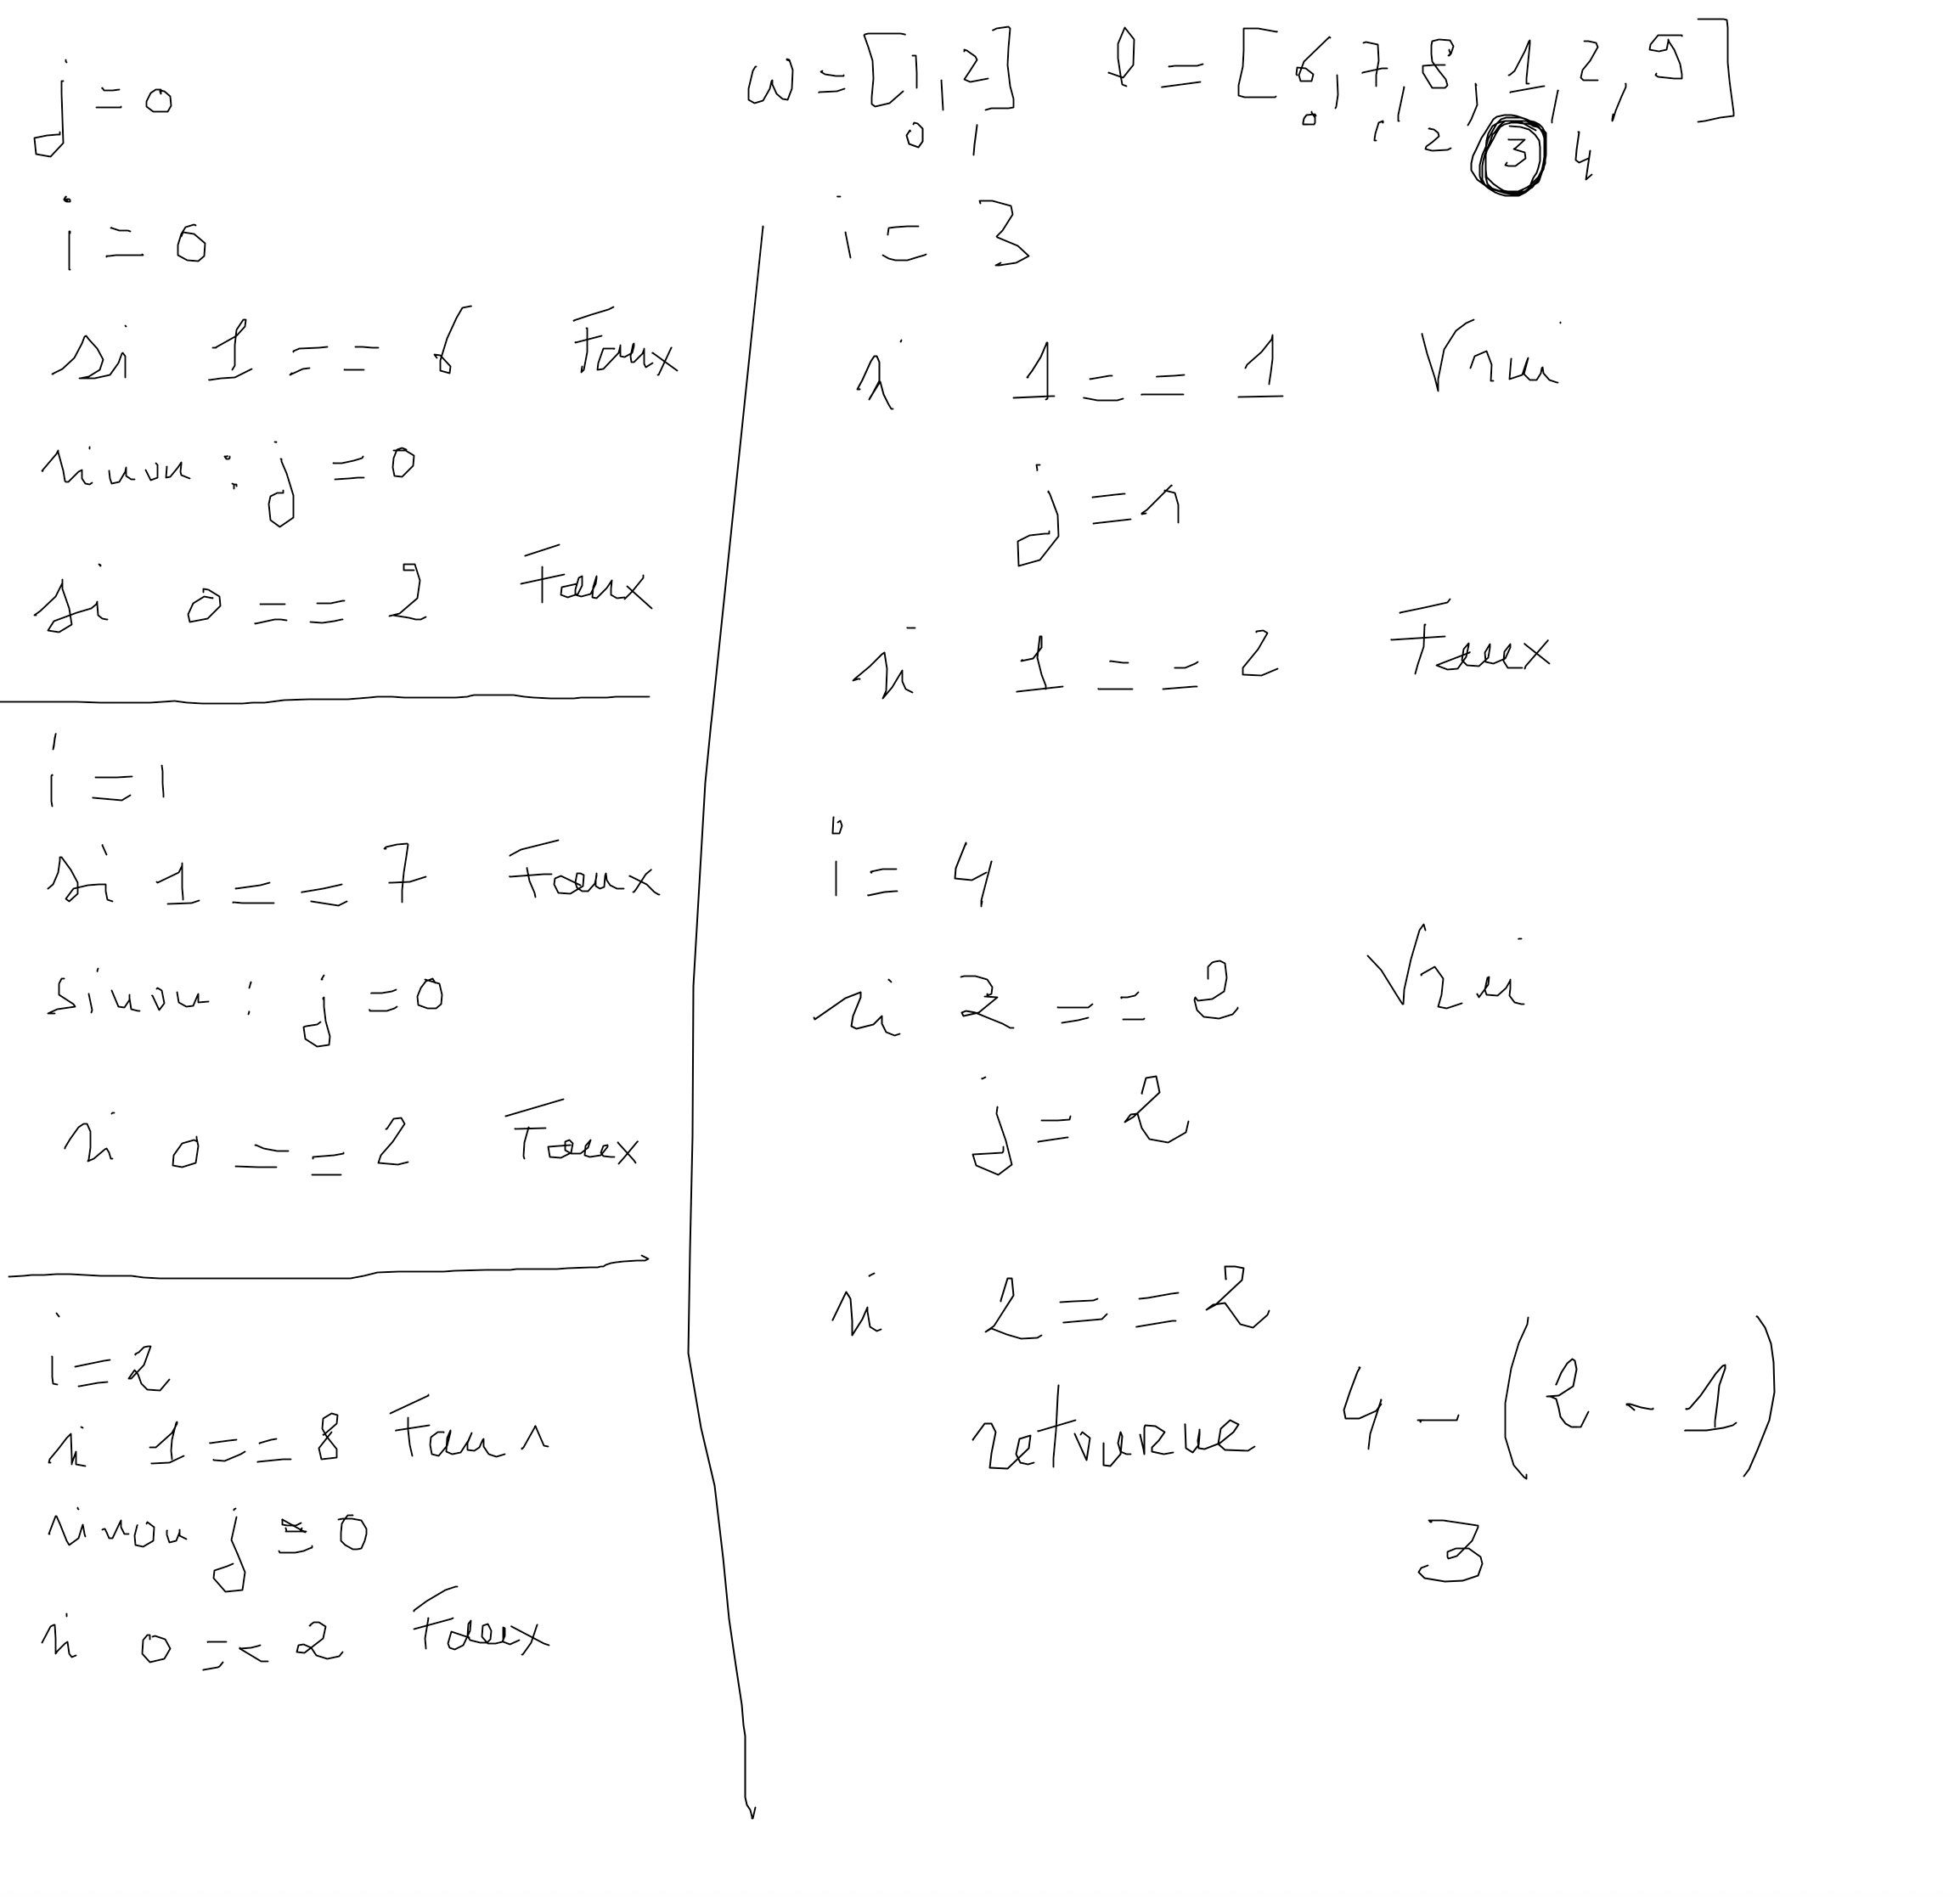 w = [1,2] l = [6,7,8,1,2,9]
0 1 0 1 2 3 4
j = 0
i = 0
si 1 == 6 Faux
sinon : j = 0
si 0 == 2 Faux
i = 1
si 1 == 7 Faux
sinon : j = 0
si 0 == 2 Faux
i = 2
si 1 == 8 Faux
sinon j = 0
si 0 == 2 Faux
i = 3
si 1 == 1 Vrai
j = 1
si 1 == 2 Faux
i = 4
si 2 == 2 Vrai
j = 2
si 2 == 2
retourne 4 - (2 - 1)
3